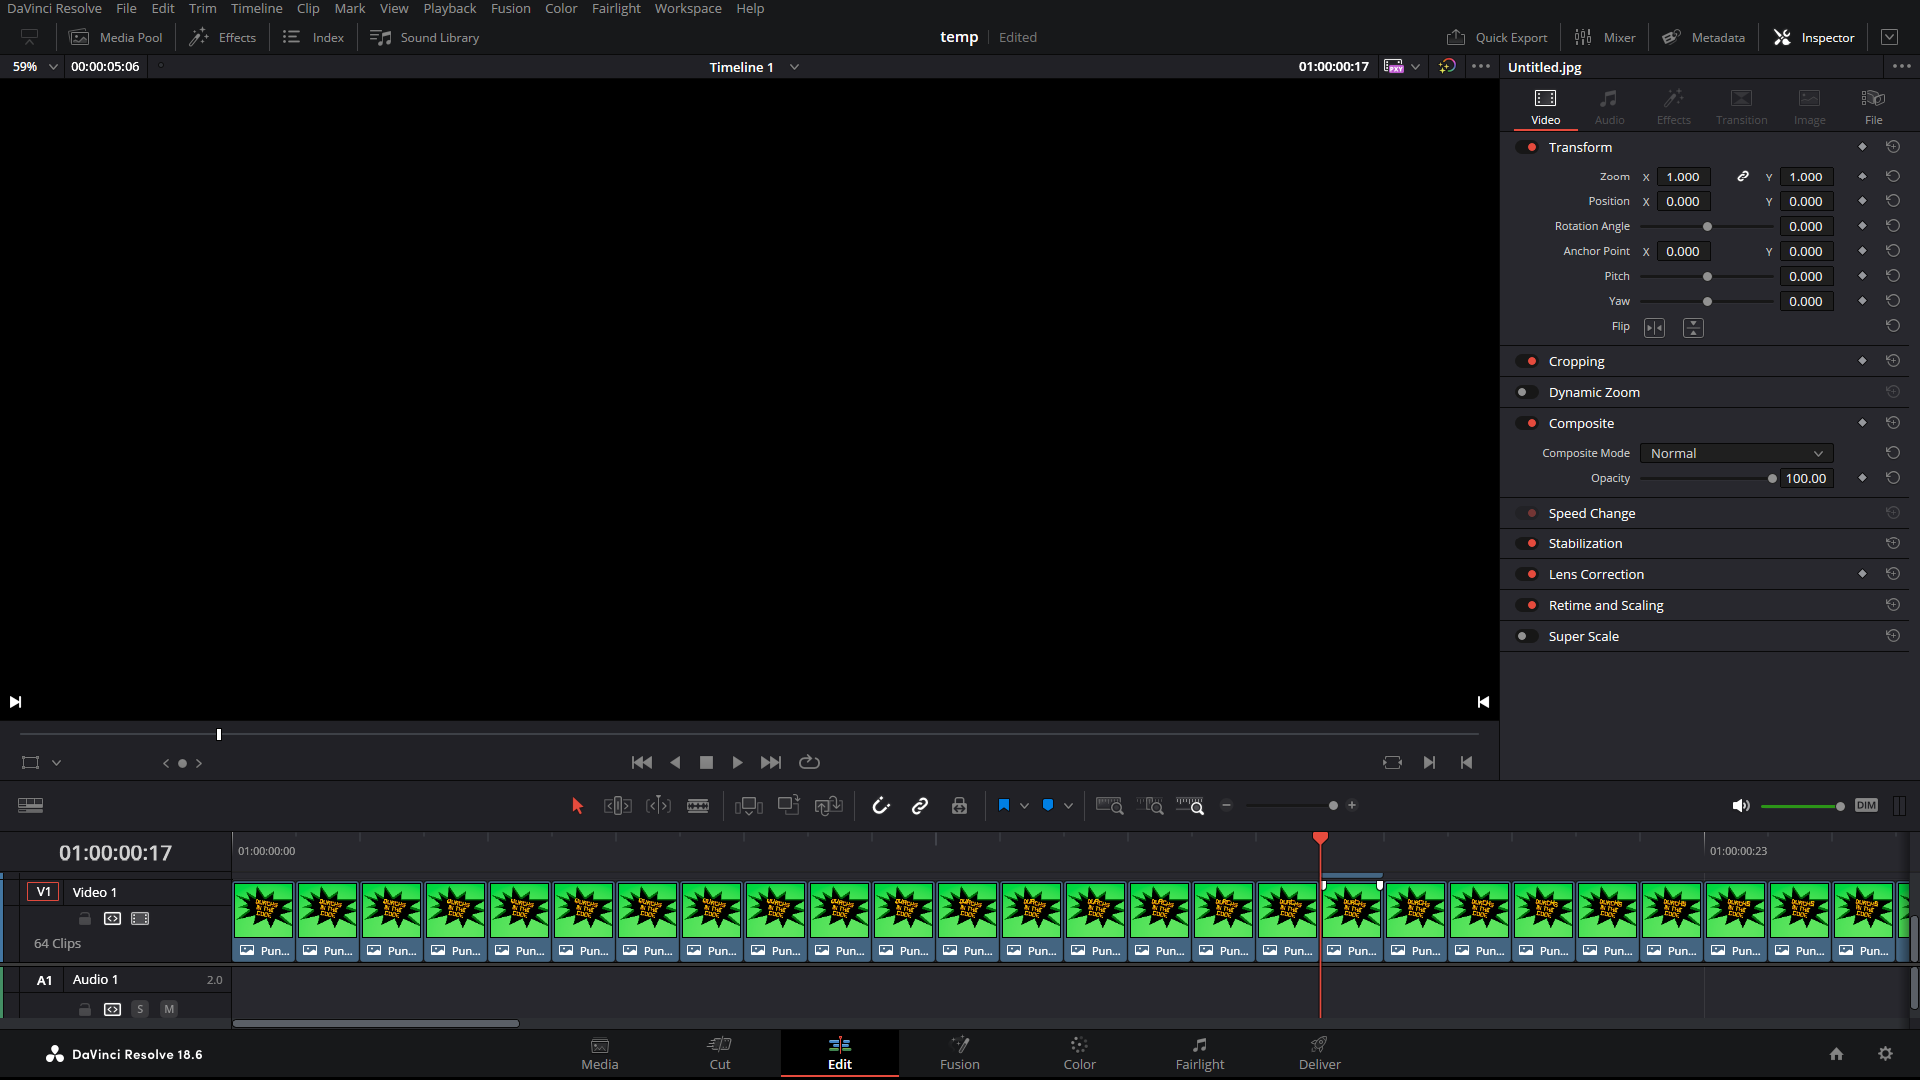 DaVinci Resolve File Edit Trim Timeline Clip Mark View Playback Fusion Color Fairlight Workspace Help
Media Pool Effects Index Sound Library temp Edited Quick Export Mixer Metadata Inspector
59% 00:00:05:06 Timeline 1 01:00:00:17 PXY Untitled.jpg
Video Audio Effects Transition Image File
Transform
Zoom X 1.000 Y 1.000
Position X 0.000 Y 0.000
Rotation Angle 0.000
Anchor Point X 0.000 Y 0.000
Pitch 0.000
Yaw 0.000
Flip
Cropping
Dynamic Zoom
Composite
Composite Mode Normal
Opacity 100.00
Speed Change
Stabilization
Lens Correction
Retime and Scaling
Super Scale
DIM
01:00:00:17 01:00:00:00 01:00:00:23
V1 Video 1
64 Clips
Pun... Pun... Pun... Pun... Pun... Pun... Pun... Pun... Pun... Pun... Pun... Pun... Pun... Pun... Pun... Pun... Pun... Pun... Pun... Pun... Pun... Pun... Pun... Pun... Pun... Pun...
A1 Audio 1 2.0
S M
DaVinci Resolve 18.6 Media Cut Edit Fusion Color Fairlight Deliver